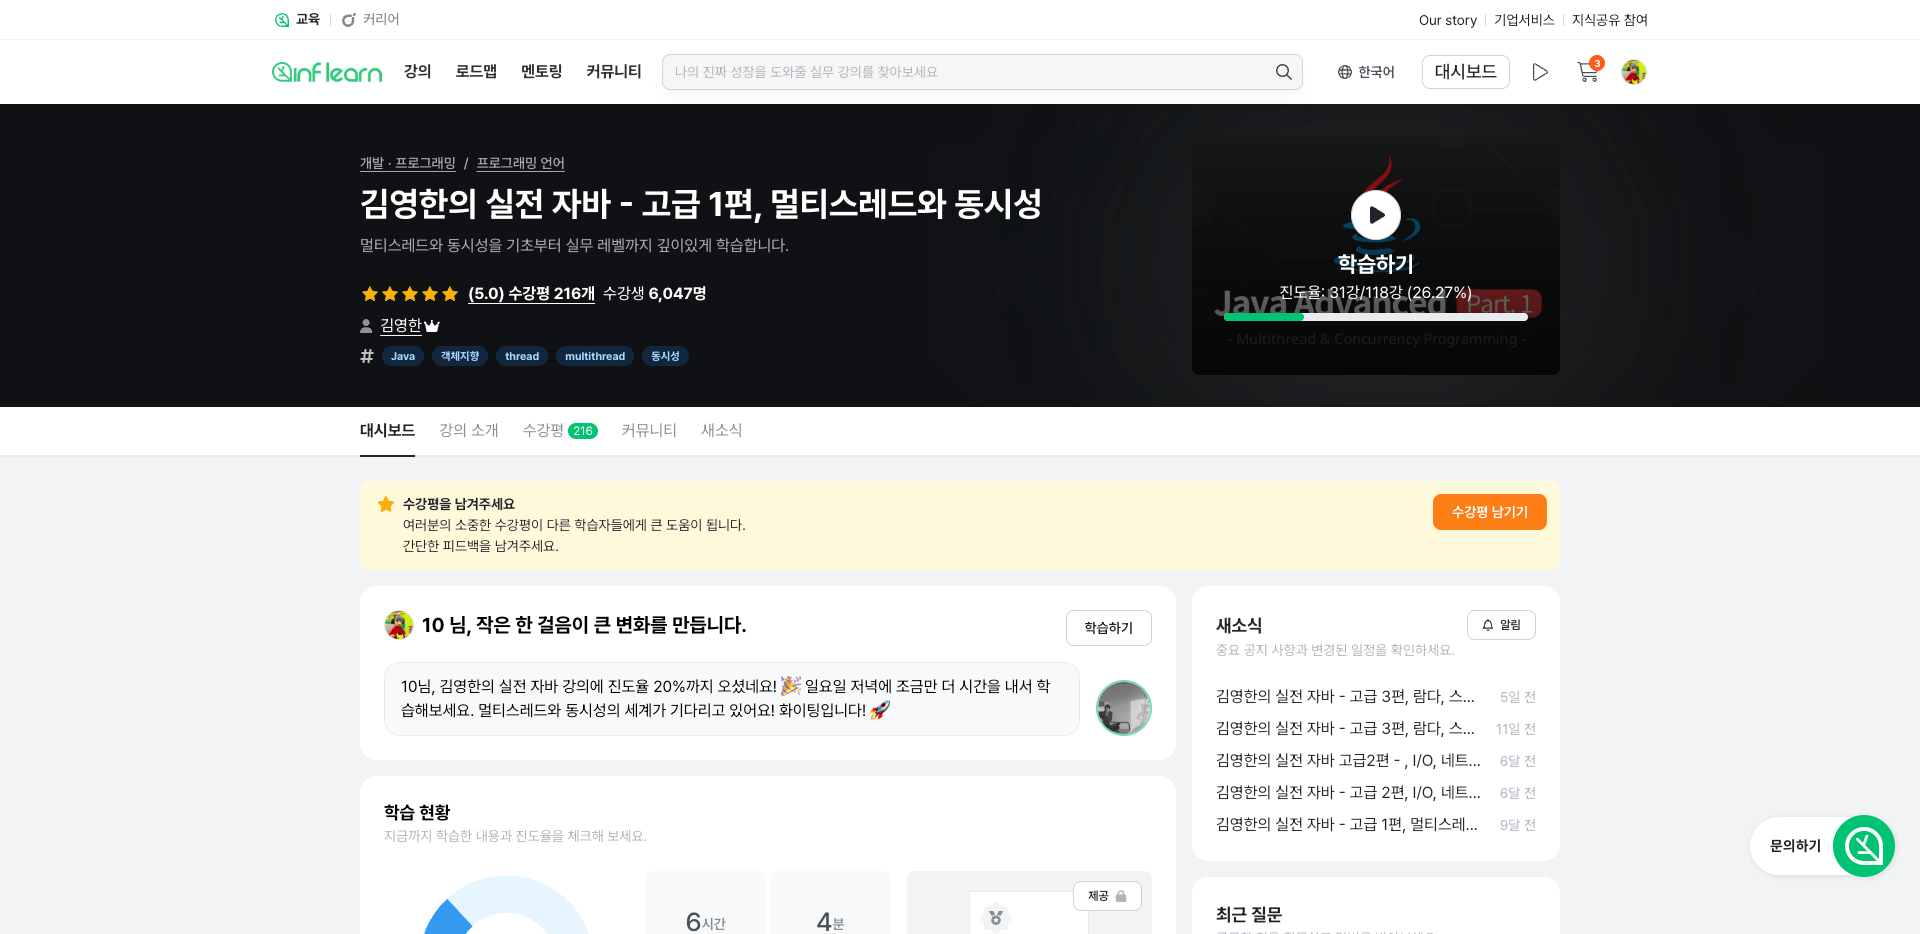 교육
커리어
Our story
기업서비스
지식공유 참여
inflearn
강의
로드맵
멘토링
커뮤니티
나의 진짜 성장을 도와줄 실무 강의를 찾아보세요
한국어
대시보드
3
개발 · 프로그래밍 / 프로그래밍 언어
김영한의 실전 자바 - 고급 1편, 멀티스레드와 동시성
멀티스레드와 동시성을 기초부터 실무 레벨까지 깊이있게 학습합니다.
(5.0) 수강평 216개 수강생 6,047명
김영한
# Java 객체지향 thread multithread 동시성
학습하기
진도율: 31강/118강 (26.27%)
Java Advanced Part. 1
- Multithread & Concurrency Programming -
대시보드
강의 소개
수강평 216
커뮤니티
새소식
수강평을 남겨주세요
여러분의 소중한 수강평이 다른 학습자들에게 큰 도움이 됩니다.
간단한 피드백을 남겨주세요.
수강평 남기기
10 님, 작은 한 걸음이 큰 변화를 만듭니다.
학습하기
10님, 김영한의 실전 자바 강의에 진도율 20%까지 오셨네요! 🎉 일요일 저녁에 조금만 더 시간을 내서 학
습해보세요. 멀티스레드와 동시성의 세계가 기다리고 있어요! 화이팅입니다! 🚀
학습 현황
지금까지 학습한 내용과 진도율을 체크해 보세요.
6시간
4분
제공
새소식
알림
중요 공지 사항과 변경된 일정을 확인하세요.
김영한의 실전 자바 - 고급 3편, 람다, 스... 5일 전
김영한의 실전 자바 - 고급 3편, 람다, 스... 11일 전
김영한의 실전 자바 고급2편 - , I/O, 네트... 6달 전
김영한의 실전 자바 - 고급 2편, I/O, 네트... 6달 전
김영한의 실전 자바 - 고급 1편, 멀티스레... 9달 전
최근 질문
문의하기